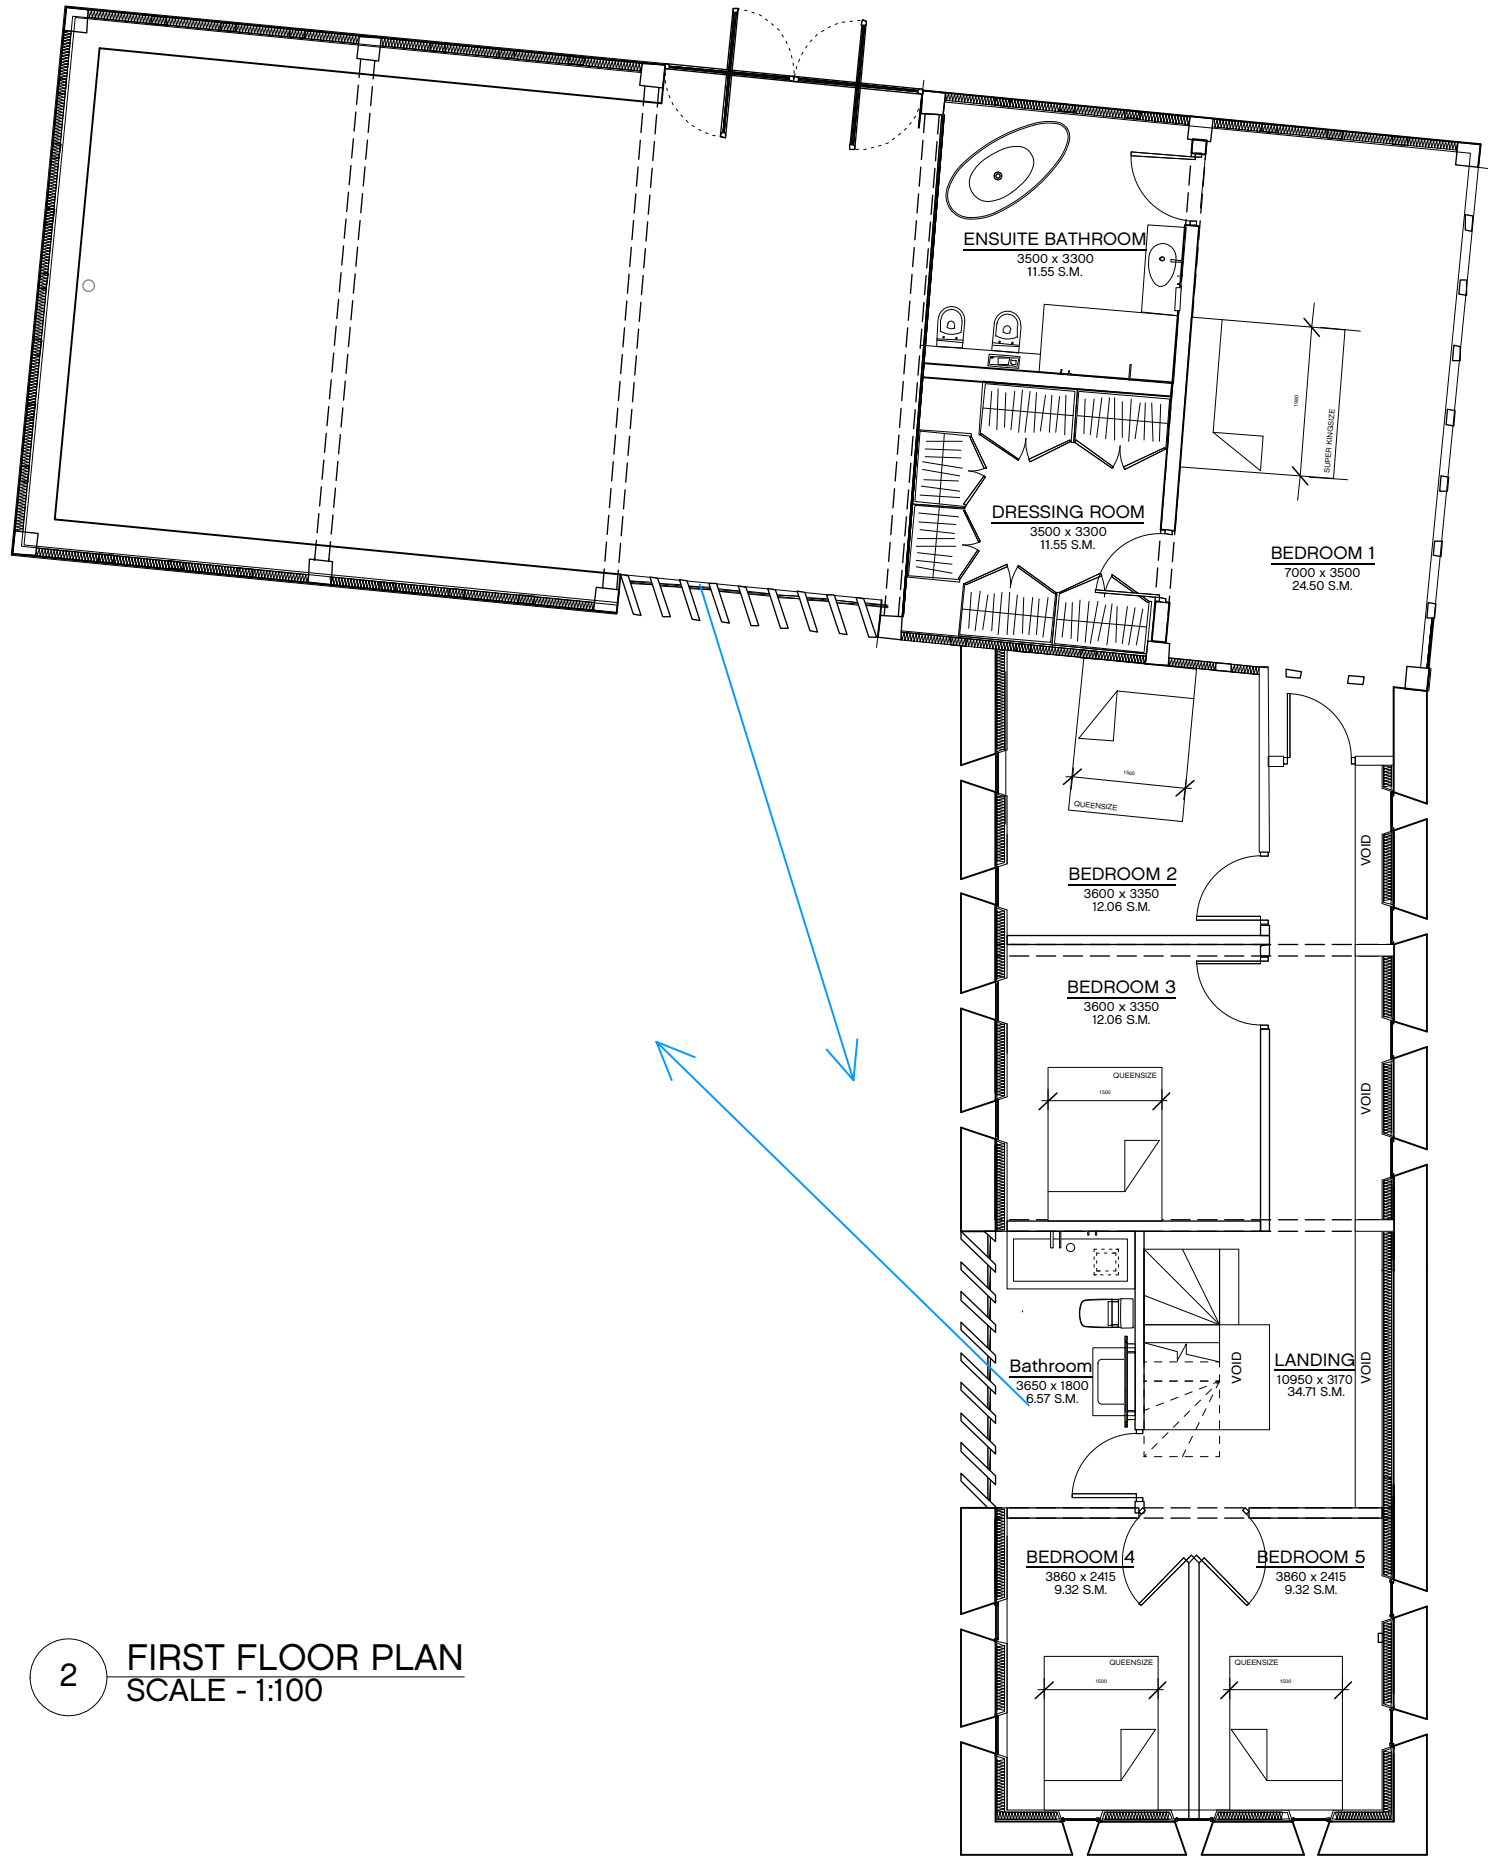 ENSUITE BATHROOM
3500 x 3300
11.55 S.M.
1980
SUPER KINGSIZE
DRESSING ROOM
3500 x 3300
11.55 S.M.
BEDROOM 1
7000 x 3500
24.50 S.M.
1500
QUEENSIZE
BEDROOM 2
3600 x 3350
12.06 S.M.
VOID
BEDROOM 3
3600 x 3350
12.06 S.M.
QUEENSIZE
1500
VOID
Bathroom
3650 x 1800
6.57 S.M.
VOID
LANDING
10950 x 3170
34.71 S.M.
VOID
BEDROOM 4
3860 x 2415
9.32 S.M.
BEDROOM 5
3860 x 2415
9.32 S.M.
QUEENSIZE
1500
QUEENSIZE
1500
2
FIRST FLOOR PLAN
SCALE - 1:100